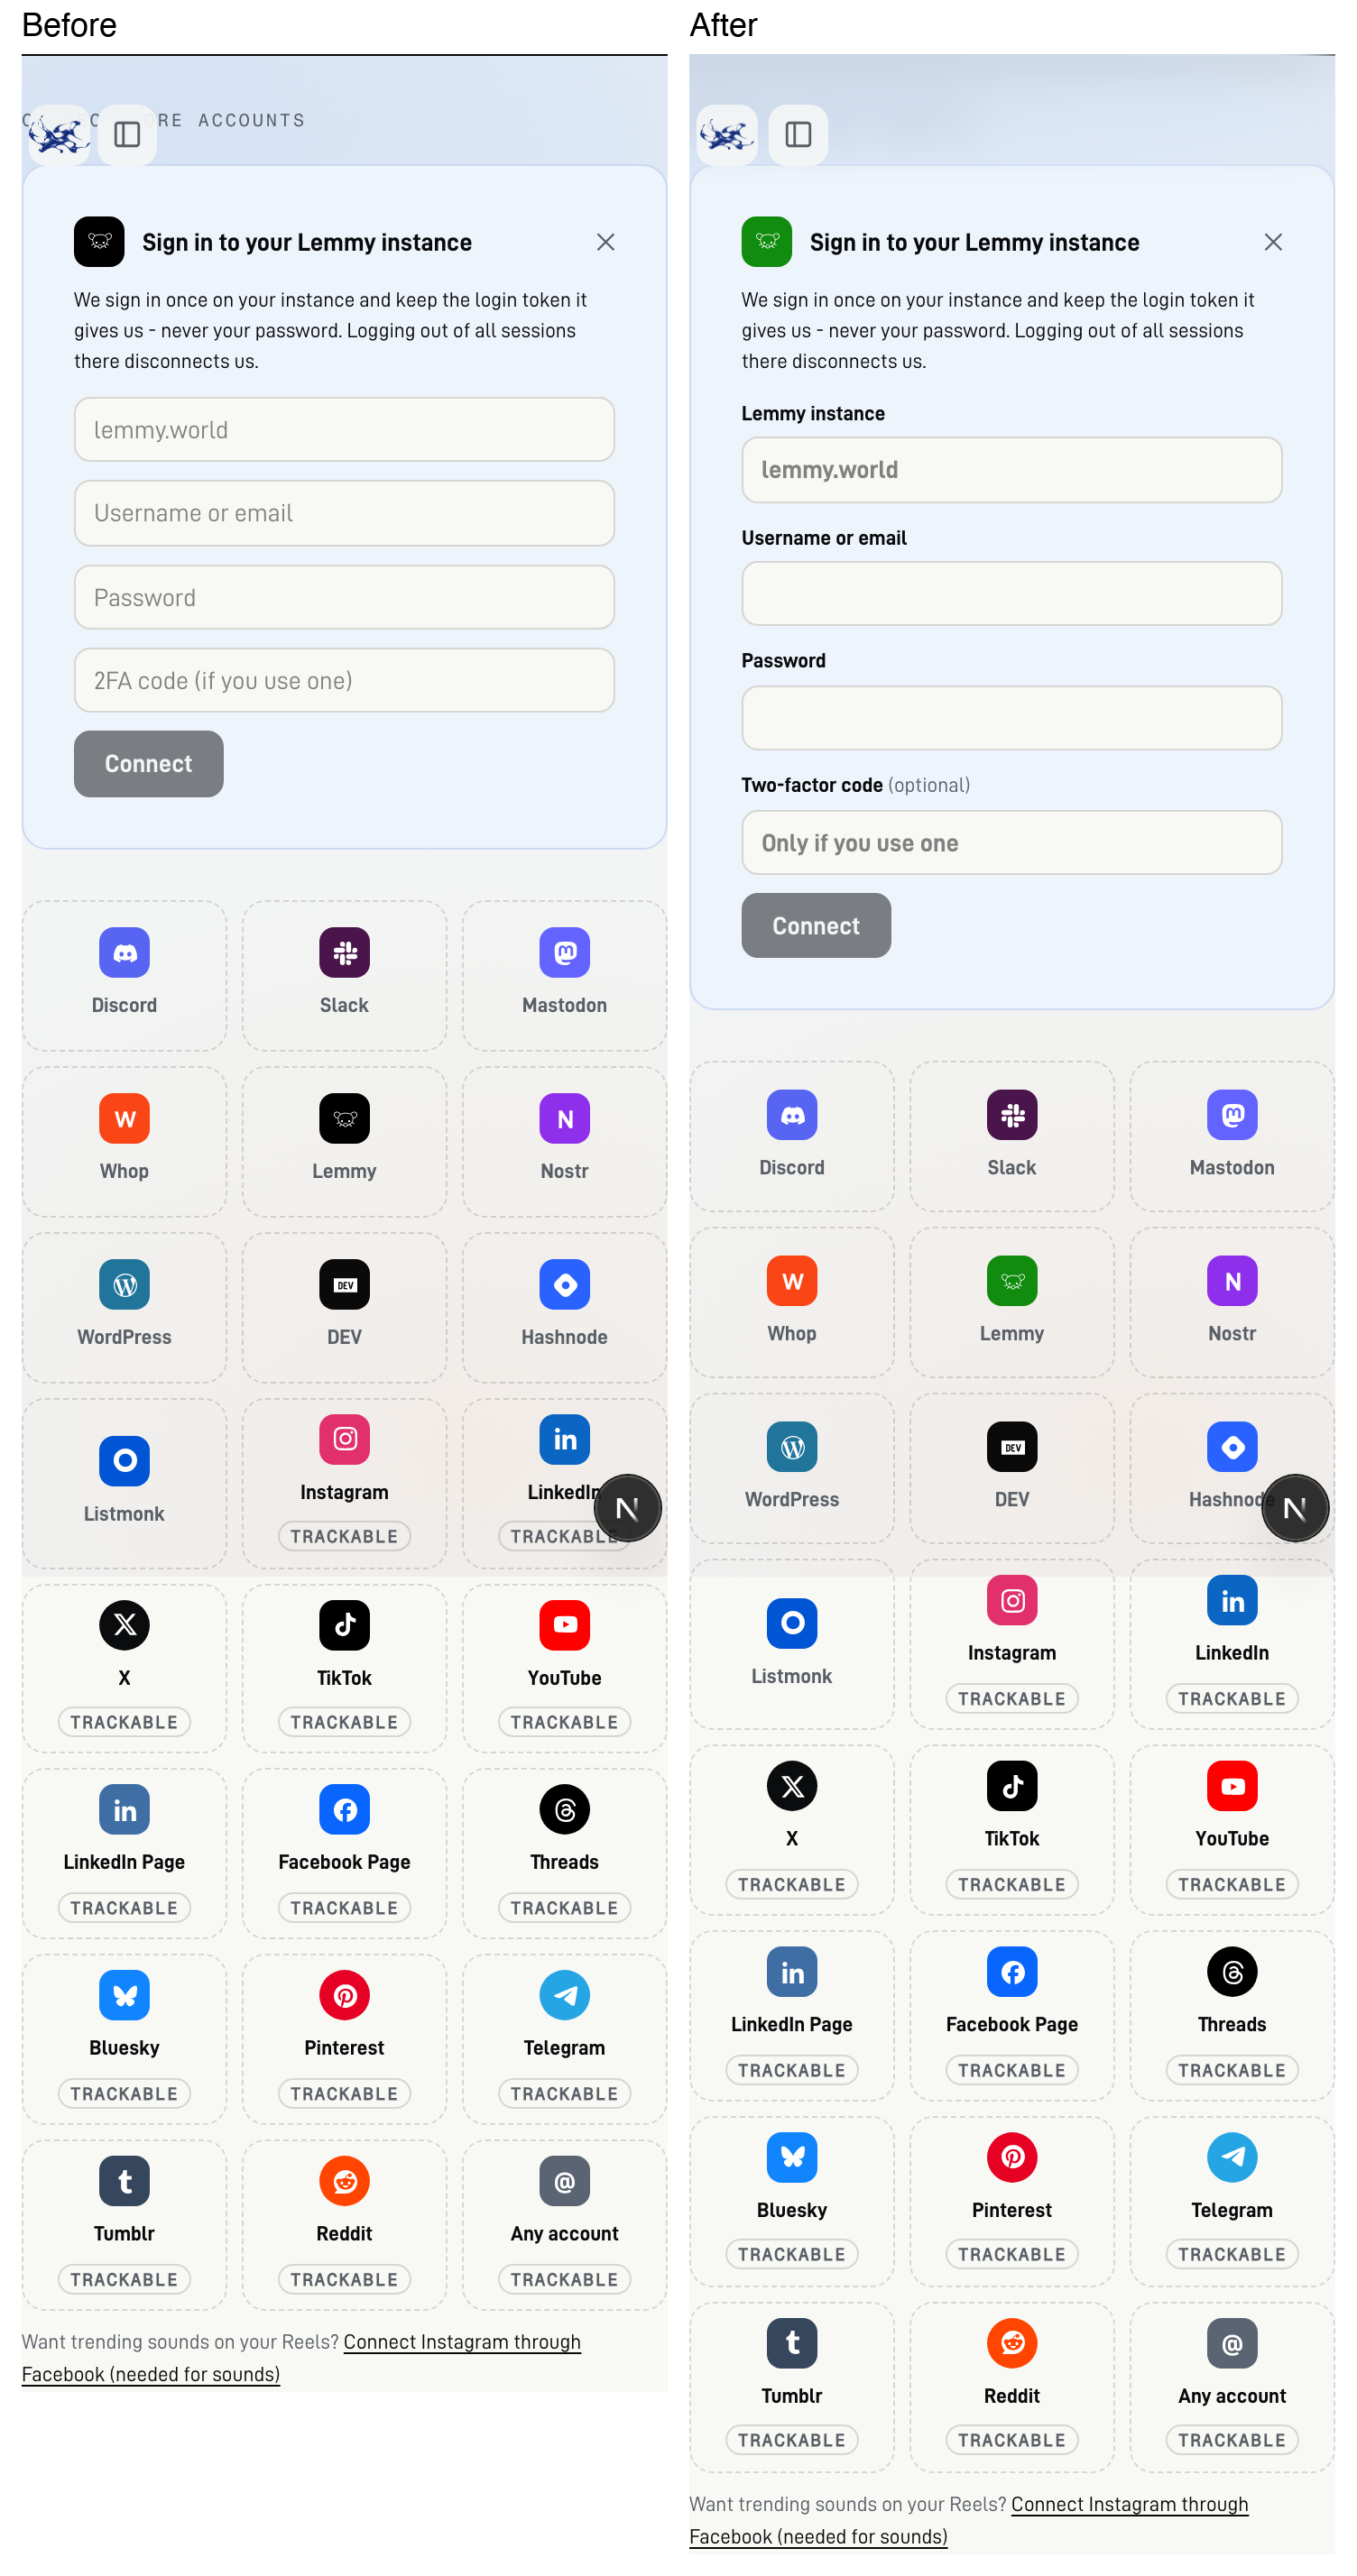 Before
RE ACCOUNTS
Sign in to your Lemmy instance
We sign in once on your instance and keep the login token it
gives us - never your password. Logging out of all sessions
there disconnects us.
lemmy.world
Username or email
Password
2FA code (if you use one)
Connect
Discord
Slack
Mastodon
W
N
Whop
Lemmy
Nostr
DEV
WordPress
DEV
Hashnode
in
Listmonk
Instagram
LinkedIn
N
TRACKABLE
TRACKABLE
X
TikTok
YouTube
TRACKABLE
TRACKABLE
TRACKABLE
in
LinkedIn Page
Facebook Page
Threads
TRACKABLE
TRACKABLE
TRACKABLE
Bluesky
Pinterest
Telegram
TRACKABLE
TRACKABLE
TRACKABLE
t
@
Tumblr
Reddit
Any account
TRACKABLE
TRACKABLE
TRACKABLE
Want trending sounds on your Reels? Connect Instagram through
Facebook (needed for sounds)
After
Sign in to your Lemmy instance
We sign in once on your instance and keep the login token it
gives us - never your password. Logging out of all sessions
there disconnects us.
Lemmy instance
lemmy.world
Username or email
Password
Two-factor code (optional)
Only if you use one
Connect
Discord
Slack
Mastodon
W
N
Whop
Lemmy
Nostr
DEV
WordPress
DEV
Hashnode
N
in
Listmonk
Instagram
LinkedIn
TRACKABLE
TRACKABLE
X
TikTok
YouTube
TRACKABLE
TRACKABLE
TRACKABLE
in
LinkedIn Page
Facebook Page
Threads
TRACKABLE
TRACKABLE
TRACKABLE
Bluesky
Pinterest
Telegram
TRACKABLE
TRACKABLE
TRACKABLE
t
@
Tumblr
Reddit
Any account
TRACKABLE
TRACKABLE
TRACKABLE
Want trending sounds on your Reels? Connect Instagram through
Facebook (needed for sounds)